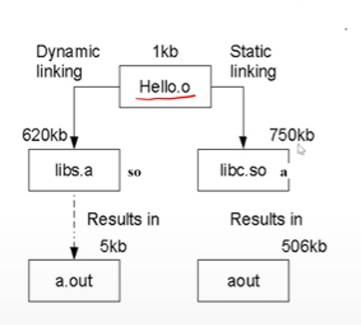 Dynamic linking
1kb
Static linking
Hello.o
620kb
750kb
libs.a
so
libc.so
a
Results in
Results in
5kb
506kb
a.out
aout